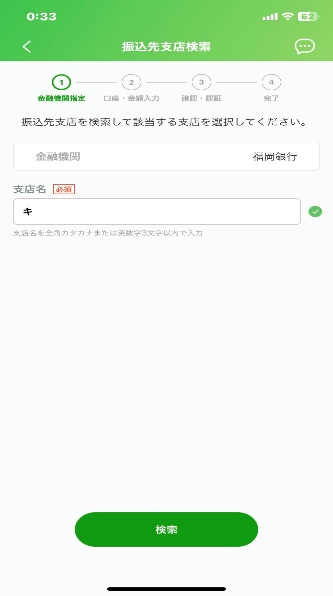 0:33
62
振込先支店検索
1 2 3 4
金融機関指定 口座・金額入力 確認・認証 完了
振込先支店を検索して該当する支店を選択してください。
金融機関 福岡銀行
支店名 必須
キ
支店名を全角カタカナまたは英数字3文字以内で入力
検索